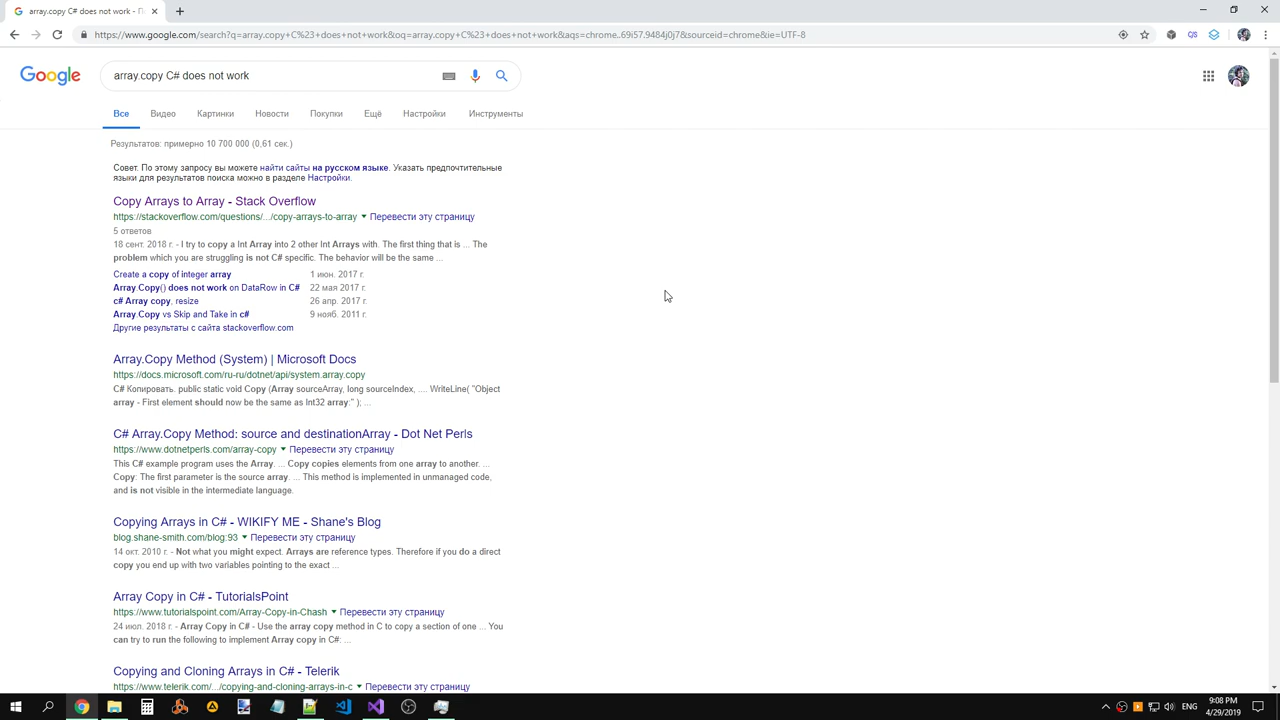 array.copy C# does not work - П
https://www.google.com/search?q=array.copy+C%23+does+not+work&oq=array.copy+C%23+does+not+work&aqs=chrome..69i57.9484j0j7&sourceid=chrome&ie=UTF-8
Google
array.copy C# does not work
Все Видео Картинки Новости Покупки Ещё Настройки Инструменты
Результатов: примерно 10 700 000 (0,61 сек.)
Совет. По этому запросу вы можете найти сайты на русском языке. Указать предпочтительные
языки для результатов поиска можно в разделе Настройки.
Copy Arrays to Array - Stack Overflow
https://stackoverflow.com/questions/.../copy-arrays-to-array Перевести эту страницу
5 ответов
18 сент. 2018 г. - I try to copy a Int Array into 2 other Int Arrays with. The first thing that is ... The
problem which you are struggling is not C# specific. The behavior will be the same ...
Create a copy of integer array 1 июн. 2017 г.
Array.Copy() does not work on DataRow in C# 22 мая 2017 г.
c# Array copy, resize 26 апр. 2017 г.
Array.Copy vs Skip and Take in c# 9 нояб. 2011 г.
Другие результаты с сайта stackoverflow.com
Array.Copy Method (System) | Microsoft Docs
https://docs.microsoft.com/ru-ru/dotnet/api/system.array.copy
C# Копировать. public static void Copy (Array sourceArray, long sourceIndex, .... WriteLine( "Object
array - First element should now be the same as Int32 array:" ); ...
C# Array.Copy Method: source and destinationArray - Dot Net Perls
https://www.dotnetperls.com/array-copy Перевести эту страницу
This C# example program uses the Array. ... Copy copies elements from one array to another. ...
Copy: The first parameter is the source array. ... This method is implemented in unmanaged code,
and is not visible in the intermediate language.
Copying Arrays in C# - WIKIFY ME - Shane's Blog
blog.shane-smith.com/blog:93 Перевести эту страницу
14 окт. 2010 г. - Not what you might expect. Arrays are reference types. Therefore if you do a direct
copy you end up with two variables pointing to the exact ...
Array Copy in C# - TutorialsPoint
https://www.tutorialspoint.com/Array-Copy-in-Chash Перевести эту страницу
24 июл. 2018 г. - Array Copy in C# - Use the array copy method in C to copy a section of one ... You
can try to run the following to implement Array copy in C#: ...
Copying and Cloning Arrays in C# - Telerik
https://www.telerik.com/.../copying-and-cloning-arrays-in-c Перевести эту страницу
ENG
9:08 PM
4/29/2019